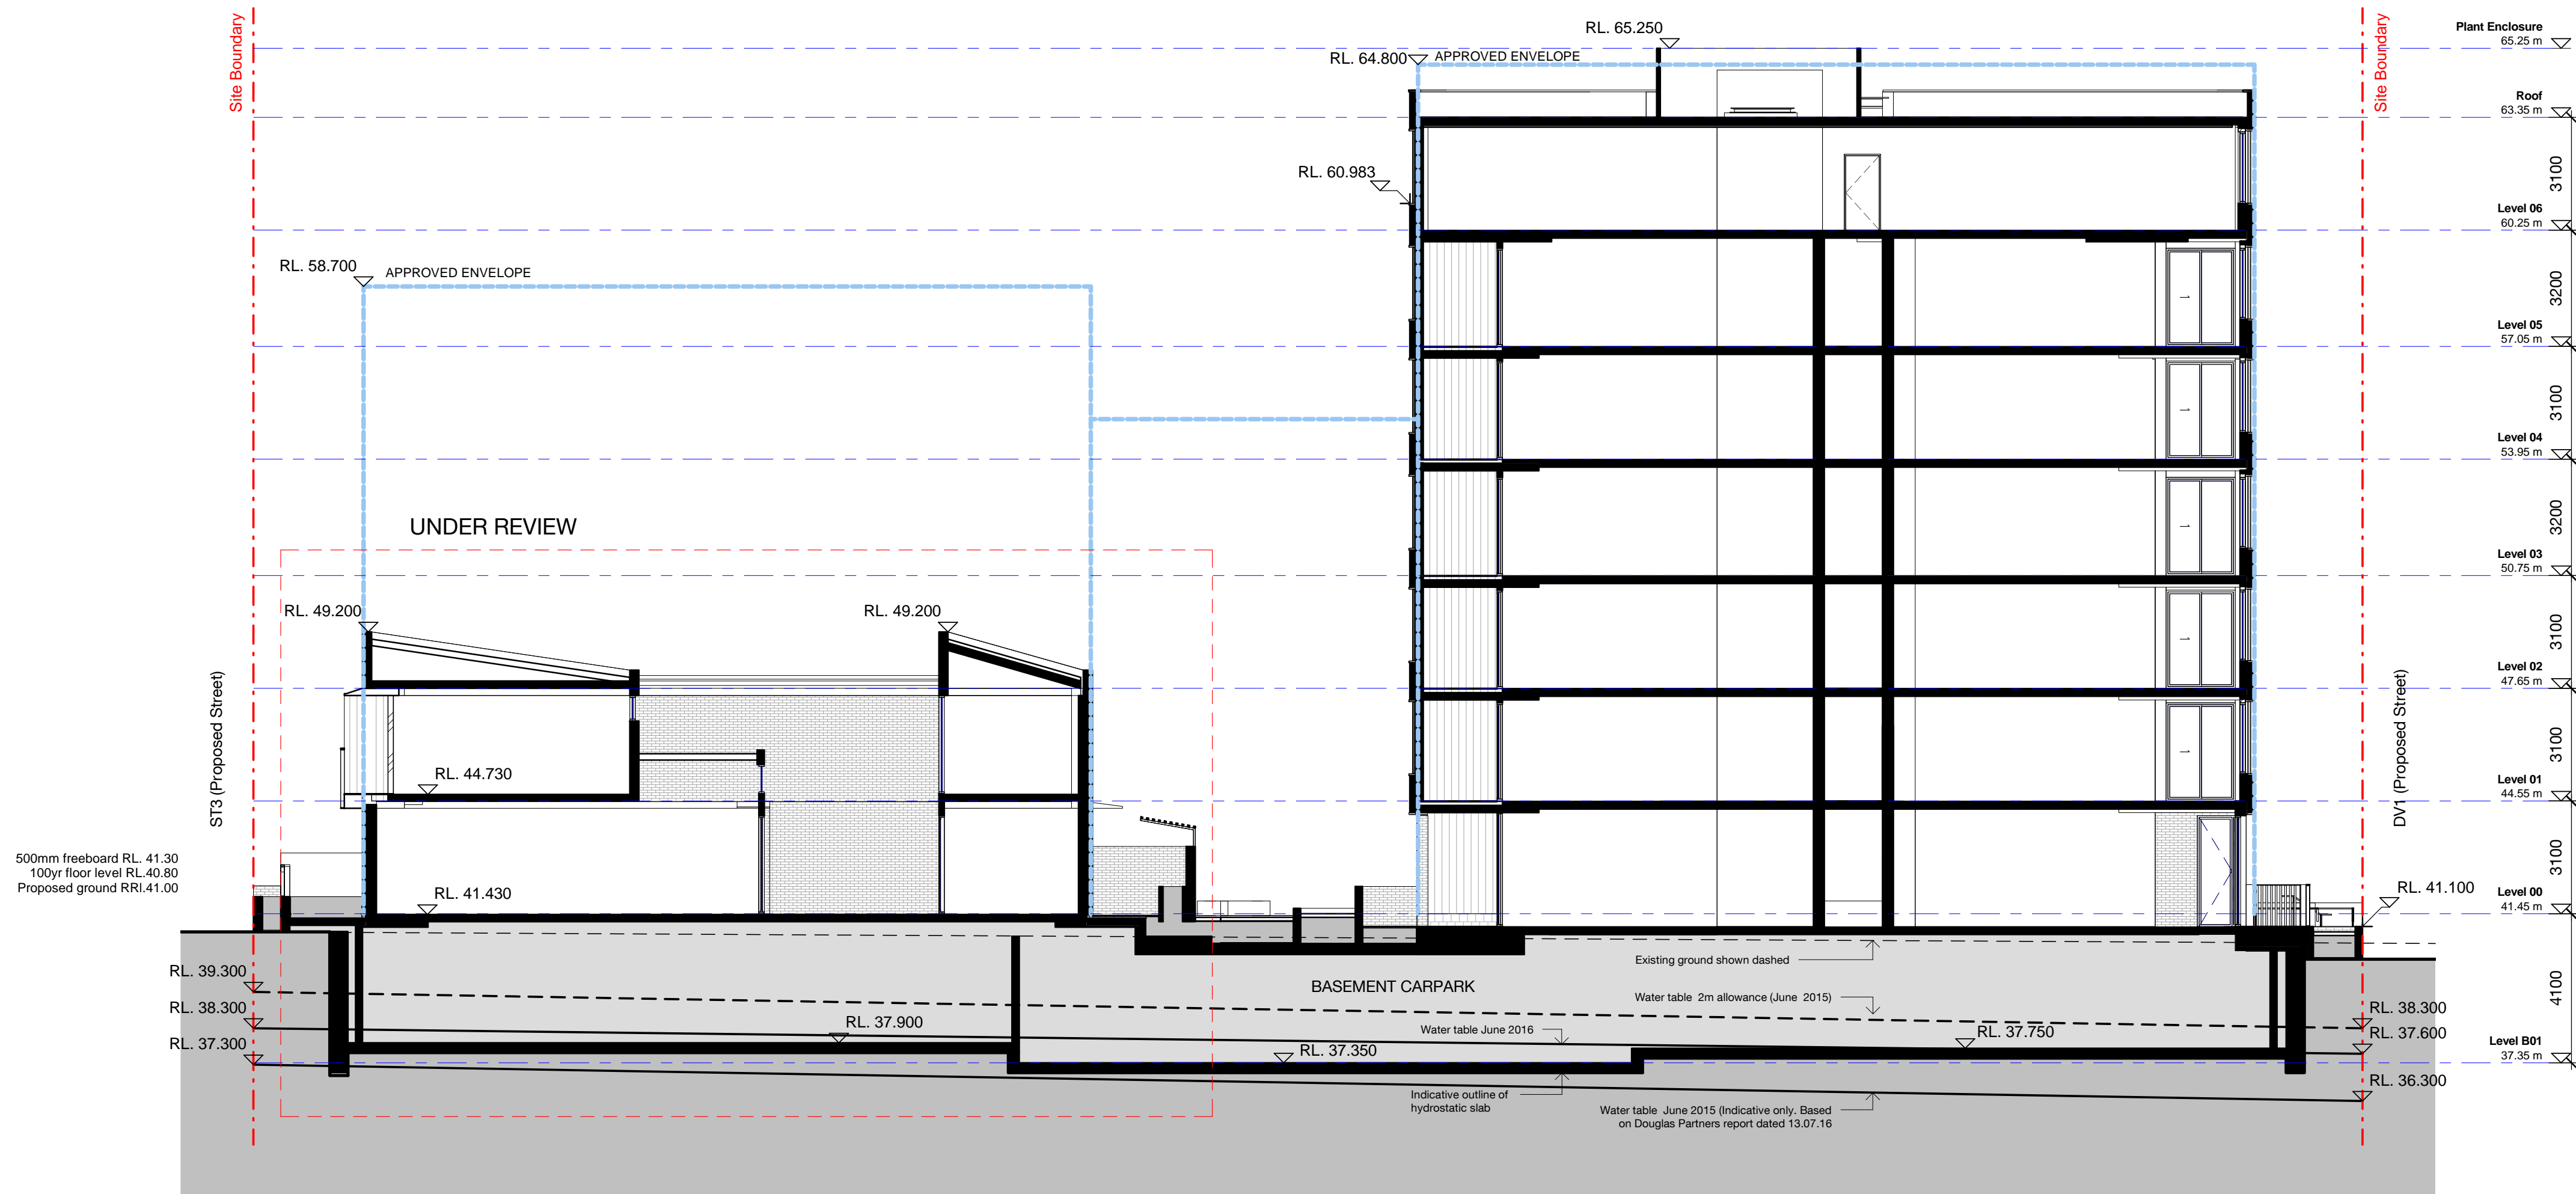 Site Boundary
RL. 65.250
RL. 64.800
APPROVED ENVELOPE
Site Boundary
Plant Enclosure
65.25 m
Roof
63.35 m
3100
RL. 60.983
Level 06
60.25 m
3200
RL. 58.700
APPROVED ENVELOPE
Level 05
57.05 m
3100
Level 04
53.95 m
3200
UNDER REVIEW
Level 03
50.75 m
3100
RL. 49.200
RL. 49.200
Level 02
47.65 m
3100
ST3 (Proposed Street)
DV1 (Proposed Street)
RL. 44.730
Level 01
44.55 m
3100
500mm freeboard RL. 41.30
100yr floor level RL.40.80
Proposed ground RRl.41.00
RL. 41.430
RL. 41.100
Level 00
41.45 m
4100
Existing ground shown dashed
RL. 39.300
BASEMENT CARPARK
Water table  2m allowance (June  2015)
RL. 38.300
RL. 38.300
RL. 37.900
Water table June 2016
RL. 37.750
RL. 37.600
RL. 37.300
RL. 37.350
Level B01
37.35 m
RL. 36.300
Indicative outline of
hydrostatic slab
Water table  June 2015 (Indicative only. Based
on Douglas Partners report dated 13.07.16